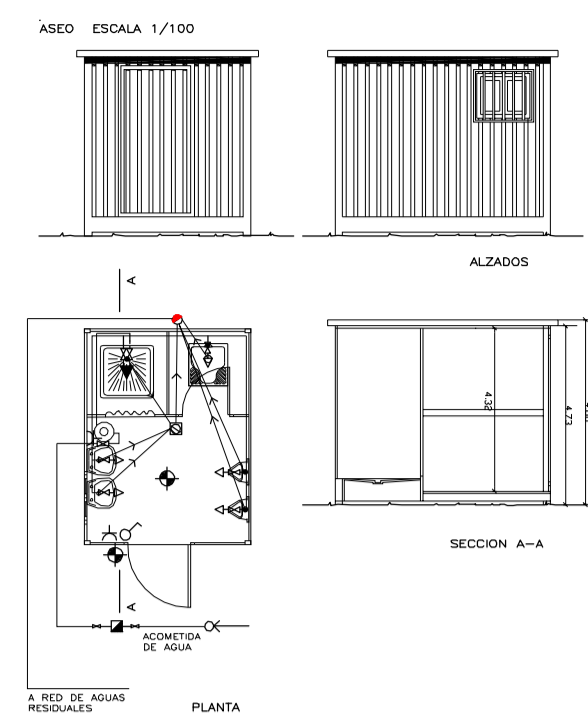 ASEO ESCALA 1/100
ALZADOS
A
4.32
4.73
SECCION A-A
A
ACOMETIDA
DE AGUA
A RED DE AGUAS
RESIDUALES
PLANTA